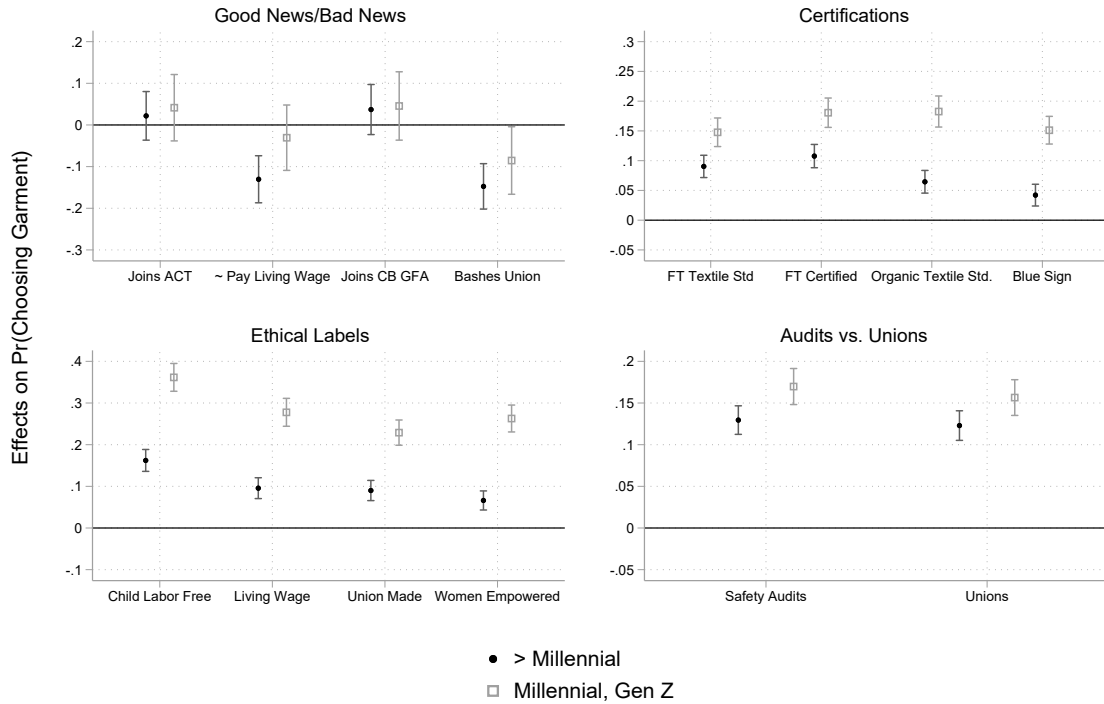 Good News/Bad News
.2
.1
0
-.1
-.2
-.3
Joins ACT ~ Pay Living Wage Joins CB GFA Bashes Union
Certifications
.3
.25
.2
.15
.1
.05
0
-.05
FT Textile Std FT Certified Organic Textile Std. Blue Sign
Effects on Pr(Choosing Garment)
Ethical Labels
.4
.3
.2
.1
0
-.1
Child Labor Free Living Wage Union Made Women Empowered
Audits vs. Unions
.2
.15
.1
.05
0
-.05
Safety Audits Unions
> Millennial
Millennial, Gen Z